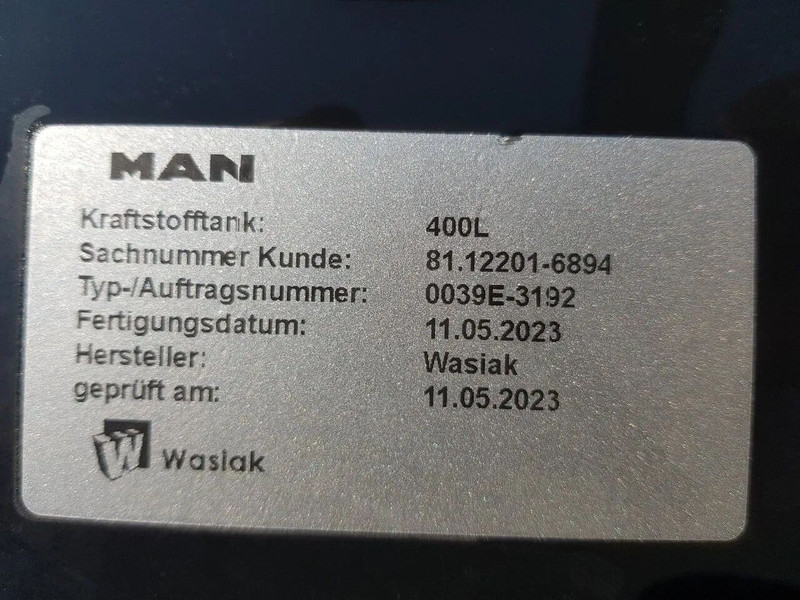 MAN
Kraftstofftank: 400L
Sachnummer Kunde: 81.12201-6894
Typ-/Auftragsnummer: 0039E-3192
Fertigungsdatum: 11.05.2023
Hersteller: Wasiak
geprüft am: 11.05.2023
W Wasiak